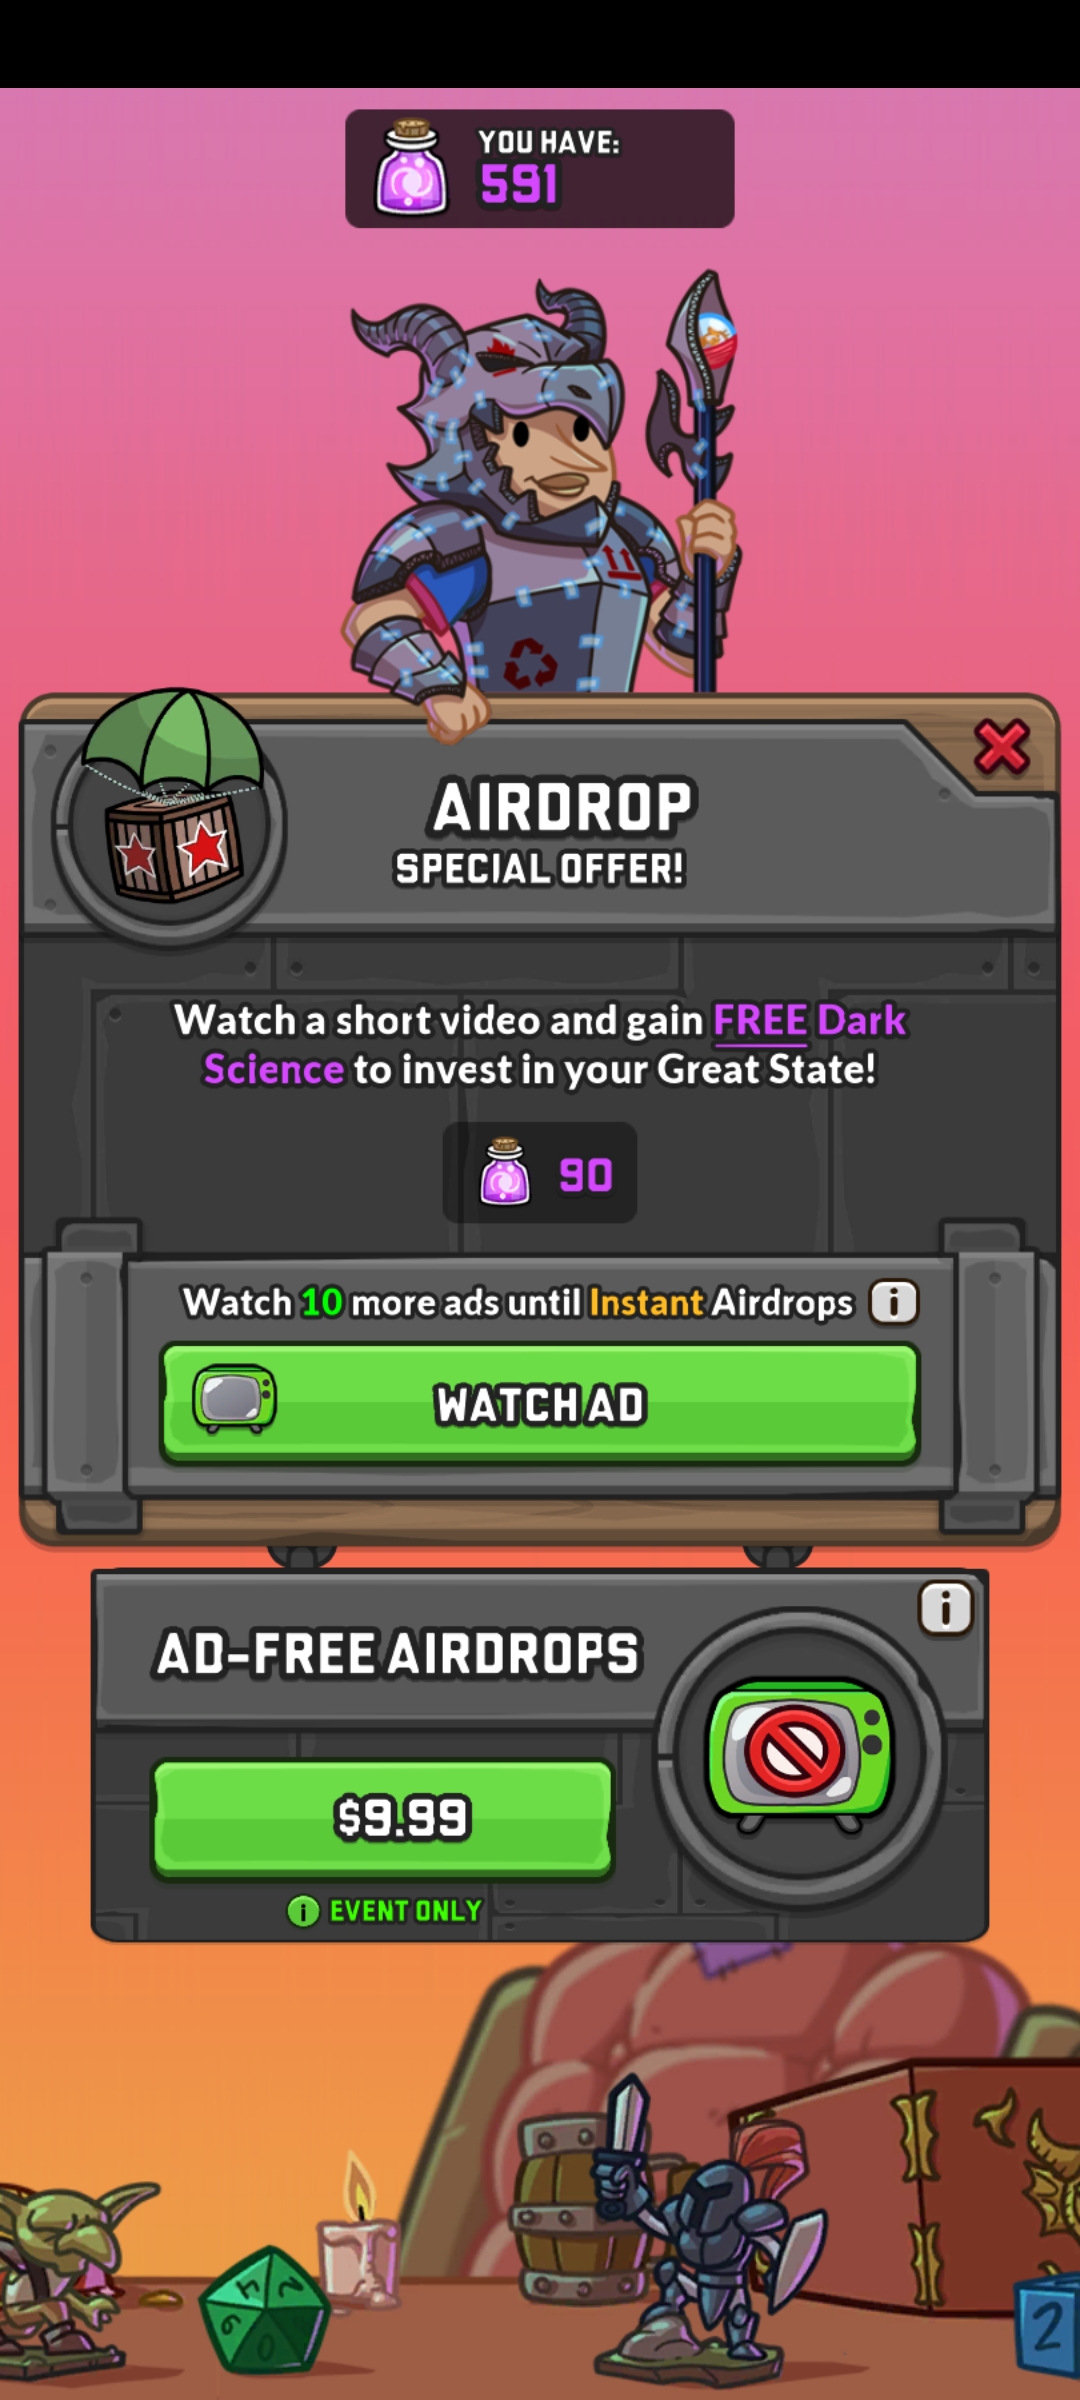 YOU HAVE:
591
AIRDROP
SPECIAL OFFER!
Watch a short video and gain FREE Dark
Science to invest in your Great State!
90
Watch 10 more ads until Instant Airdrops
WATCH AD
AD-FREE AIRDROPS
$9.99
EVENT ONLY
2